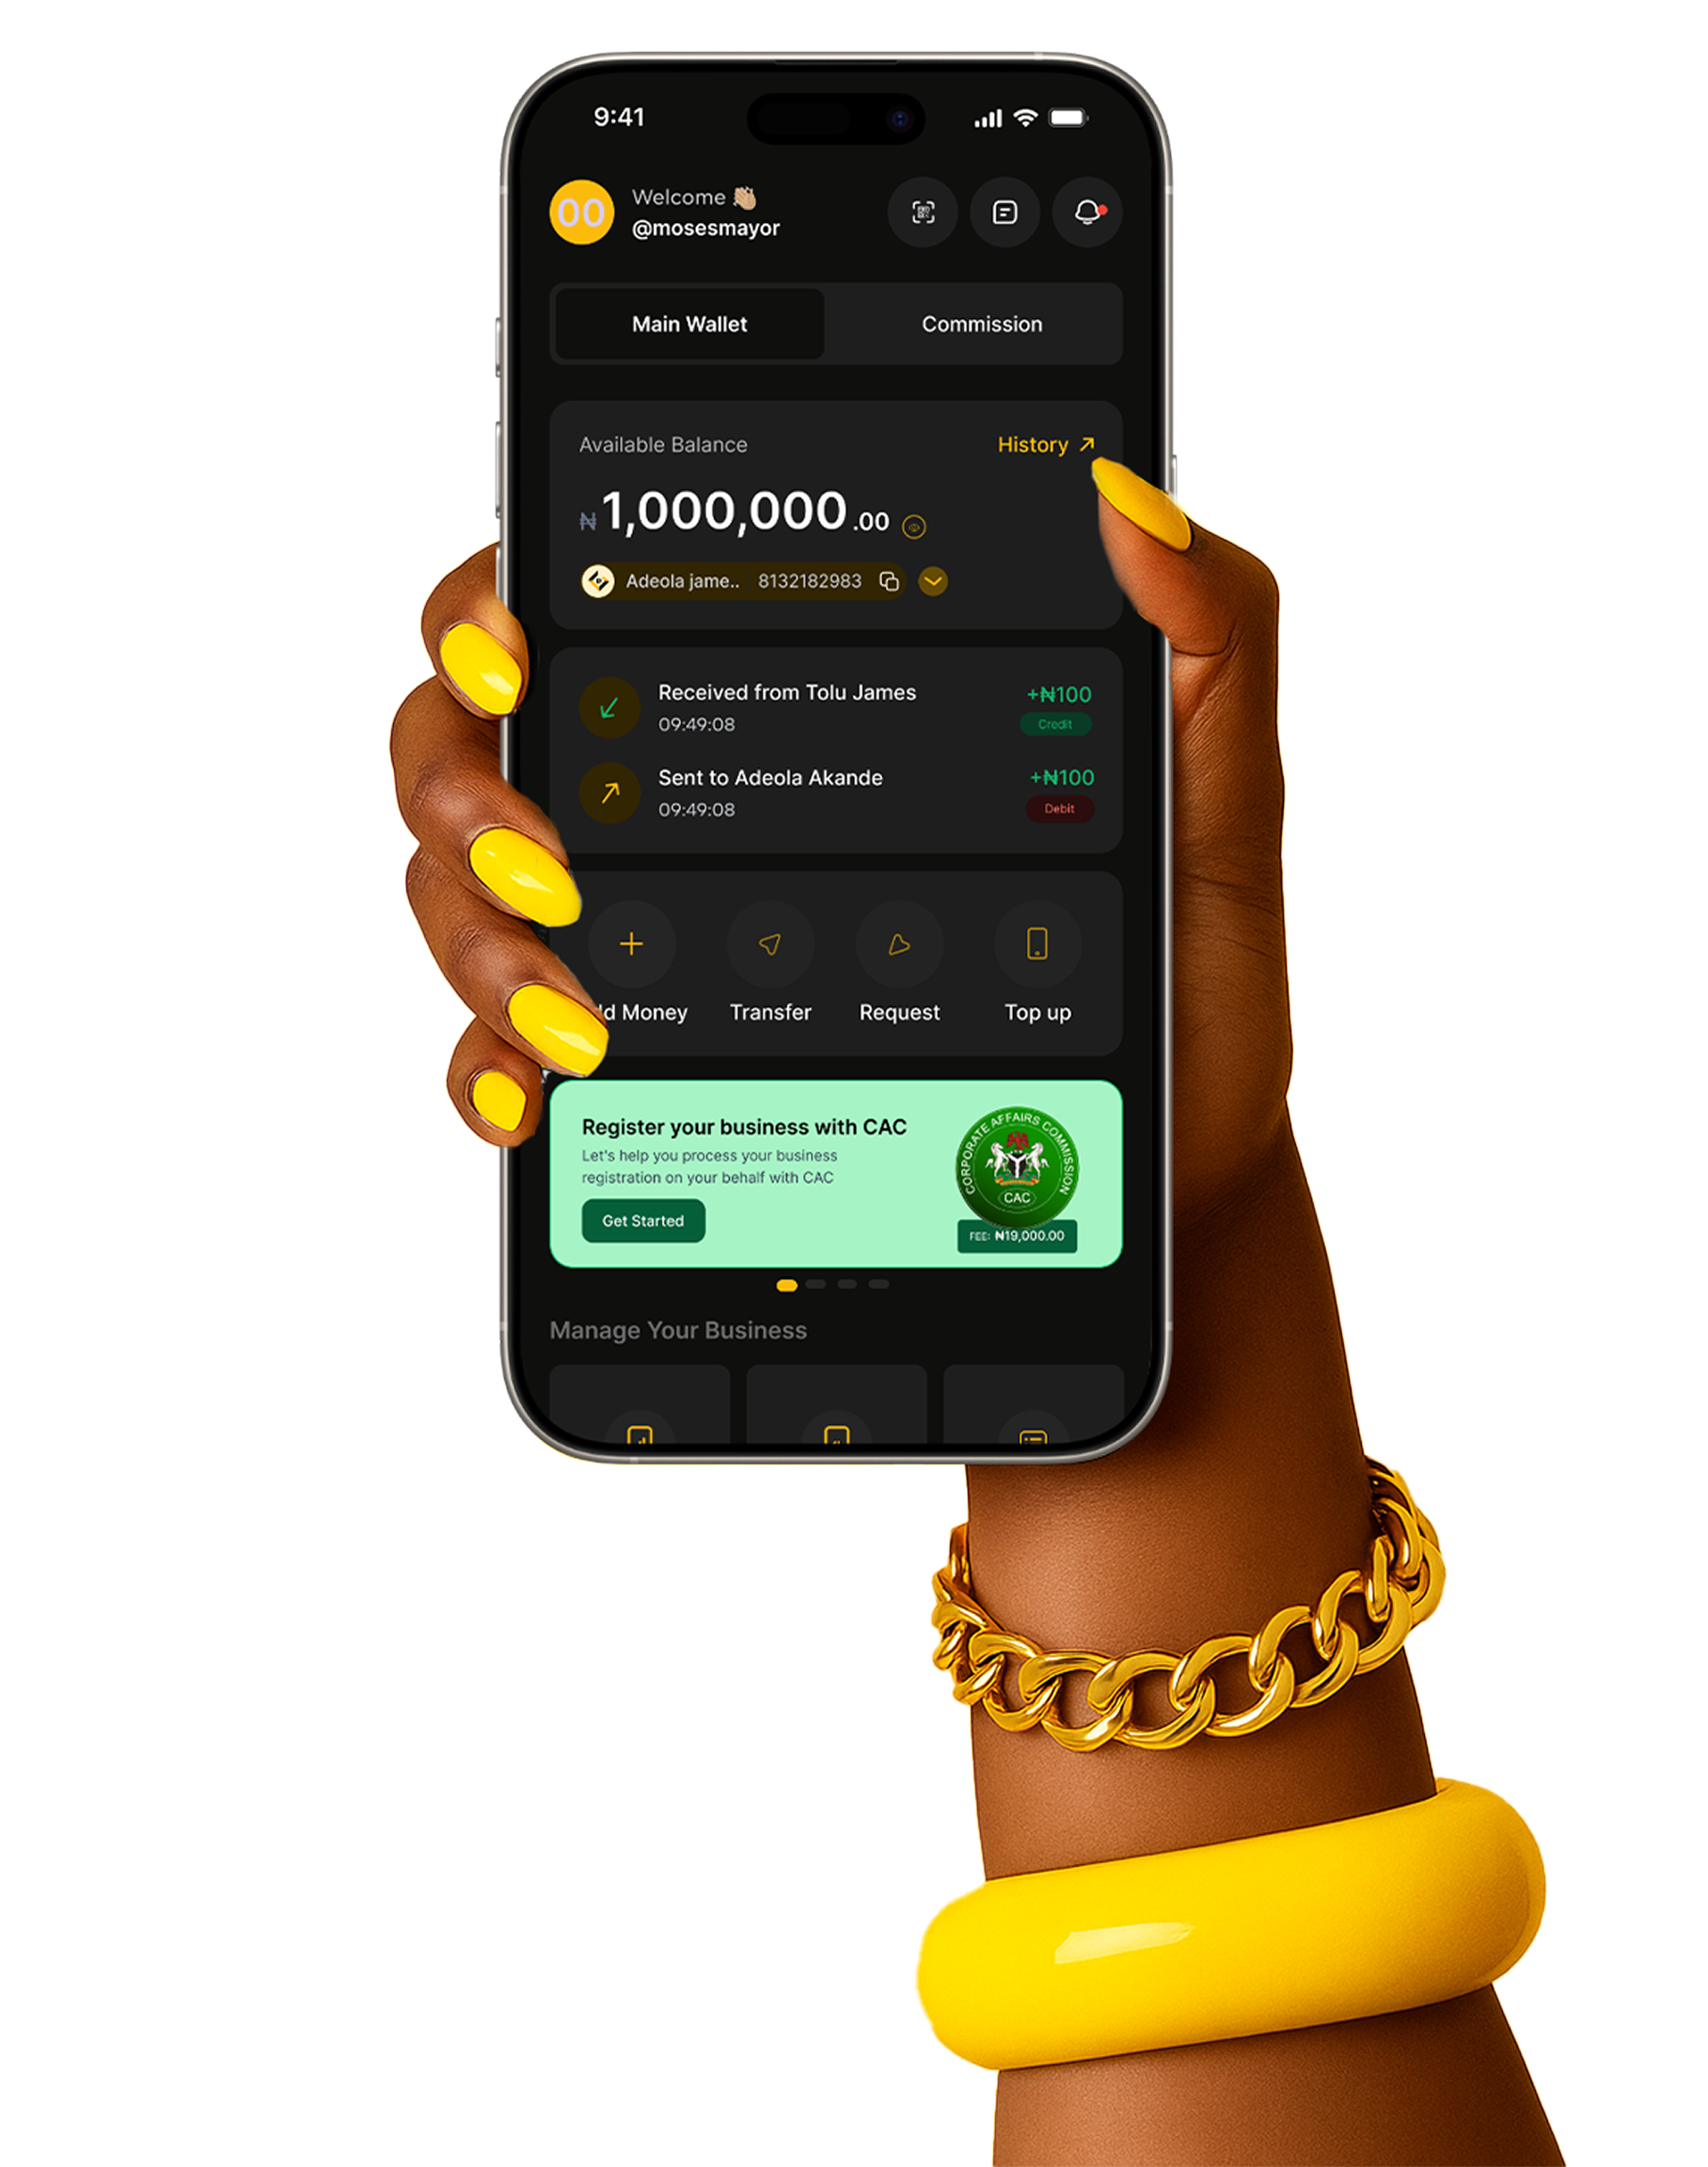 9:41
00
Welcome 👋🏼
@mosesmayor
Main Wallet
Commission
Available Balance
History
₦1,000,000.00
Adeola jame.. 8132182983
Received from Tolu James
+₦100
09:49:08
Credit
Sent to Adeola Akande
+₦100
09:49:08
Debit
d Money
Transfer
Request
Top up
Register your business with CAC
Let's help you process your business
registration on your behalf with CAC
Get Started
CORPORATE AFFAIRS COMMISSION
CAC
FEE: ₦19,000.00
Manage Your Business